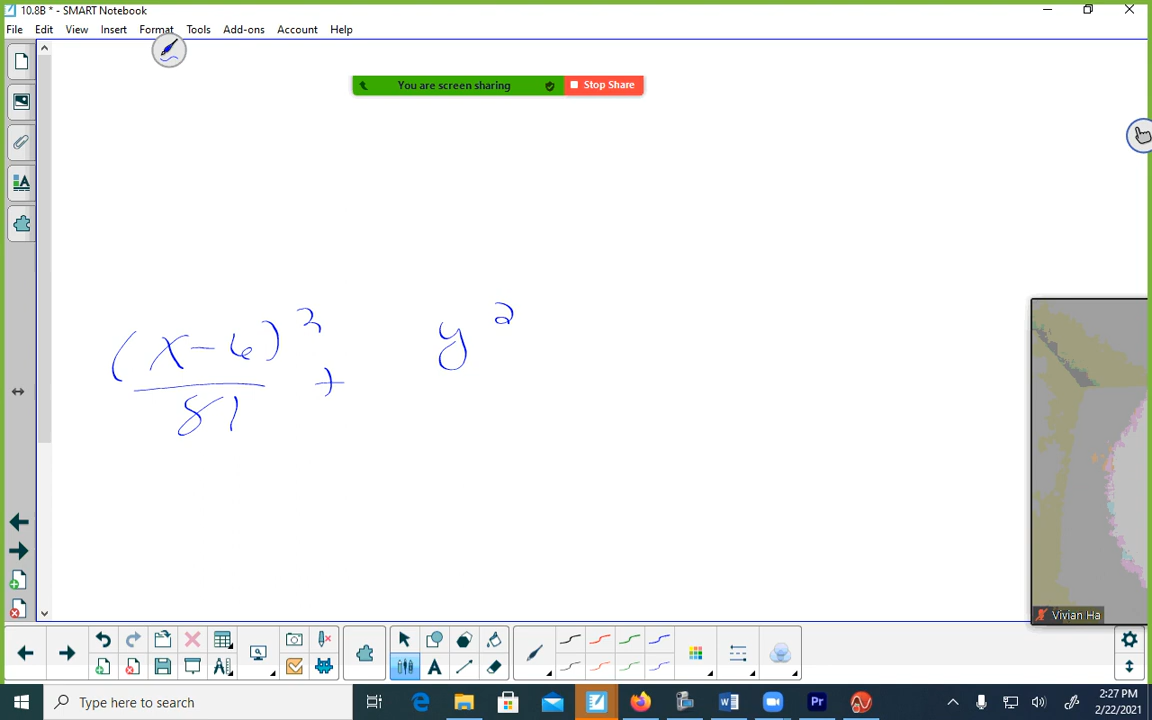 10.8B * - SMART Notebook
File Edit View Insert Format Tools Add-ons Account Help
You are screen sharing Stop Share
(x-6)² / 81 + y²
Vivian Ha
Type here to search
2:27 PM
2/22/2021